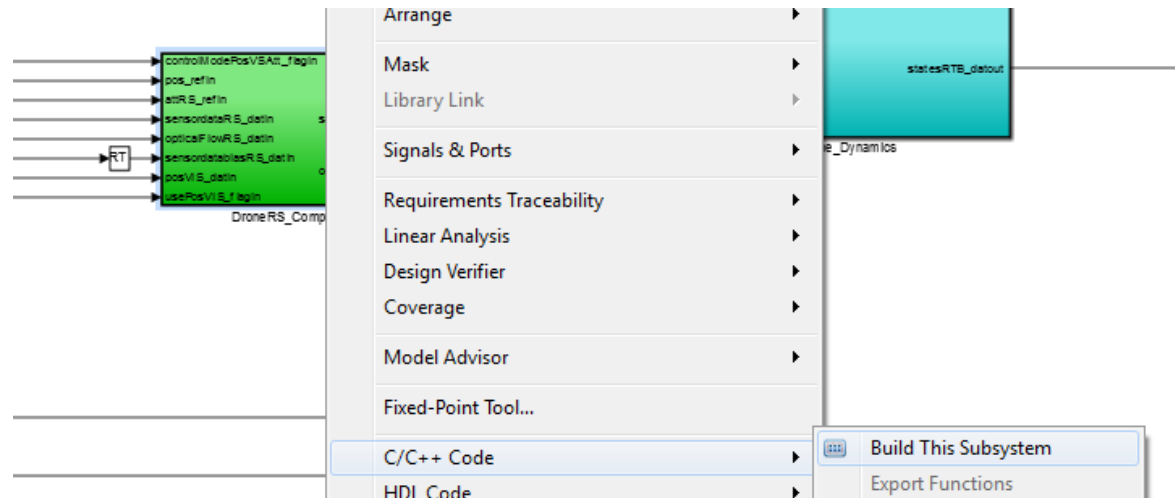 controlModePosVSAtt_flagin
pos_refin
attRS_refin
sensordataRS_datin
s
opticalFlowRS_datin
RT
sensordatabiasRS_datin
posVIS_datin
o
usePosVIS_flagin
DroneRS_Comp
Arrange
Mask
Library Link
Signals & Ports
Requirements Traceability
Linear Analysis
Design Verifier
Coverage
Model Advisor
Fixed-Point Tool...
C/C++ Code
HDL Code
statesRTB_datout
e_Dynamics
Build This Subsystem
Export Functions